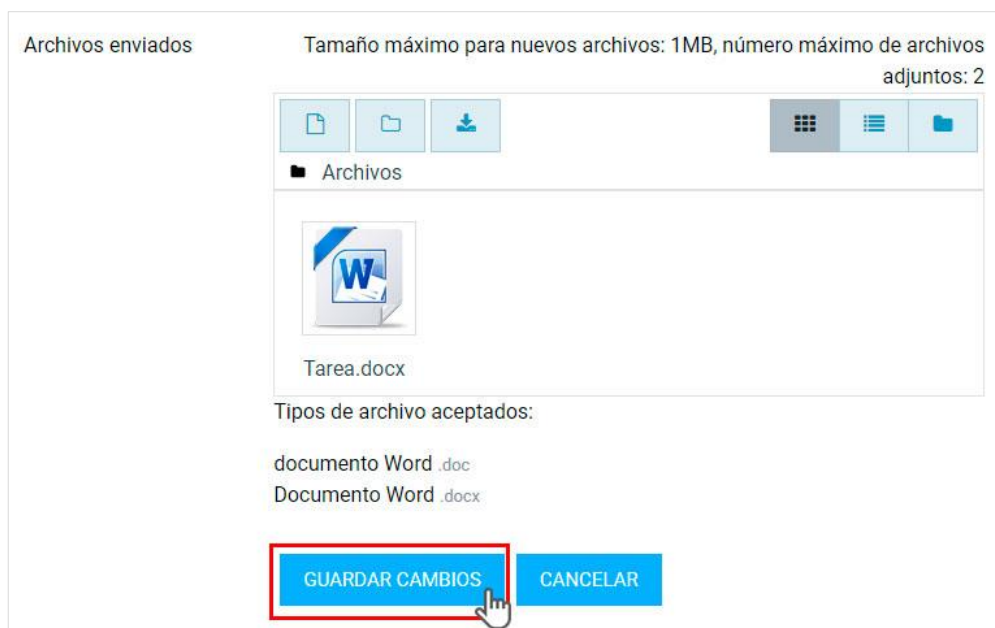 Archivos enviados
Tamaño máximo para nuevos archivos: 1MB, número máximo de archivos
adjuntos: 2
Archivos
W
Tarea.docx
Tipos de archivo aceptados:
documento Word .doc
Documento Word .docx
GUARDAR CAMBIOS
CANCELAR